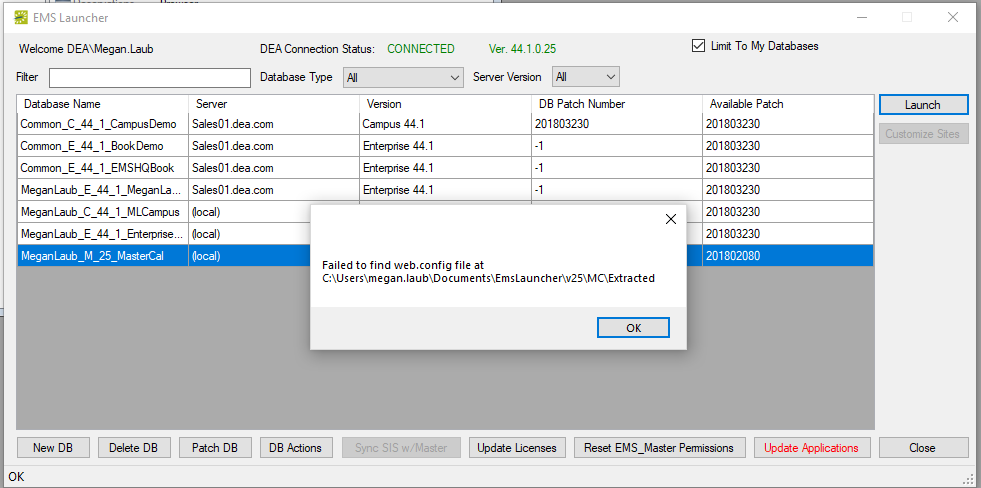 EMS Launcher
Welcome DEA\Megan.Laub DEA Connection Status: CONNECTED Ver. 44.1.0.25 Limit To My Databases
Filter Database Type All Server Version All
Database Name Server Version DB Patch Number Available Patch
Launch
Common_C_44_1_CampusDemo Sales01.dea.com Campus 44.1 201803230 201803230
Customize Sites
Common_E_44_1_BookDemo Sales01.dea.com Enterprise 44.1 -1 201803230
Common_E_44_1_EMSHQBook Sales01.dea.com Enterprise 44.1 -1 201803230
MeganLaub_E_44_1_MeganLa... Sales01.dea.com Enterprise 44.1 -1 201803230
MeganLaub_C_44_1_MLCampus (local) 201803230
MeganLaub_E_44_1_Enterprise... (local) 201803230
MeganLaub_M_25_MasterCal (local) 201802080
Failed to find web.config file at
C:\Users\megan.laub\Documents\EmsLauncher\v25\MC\Extracted
OK
New DB Delete DB Patch DB DB Actions Sync SIS w/Master Update Licenses Reset EMS_Master Permissions Update Applications Close
OK